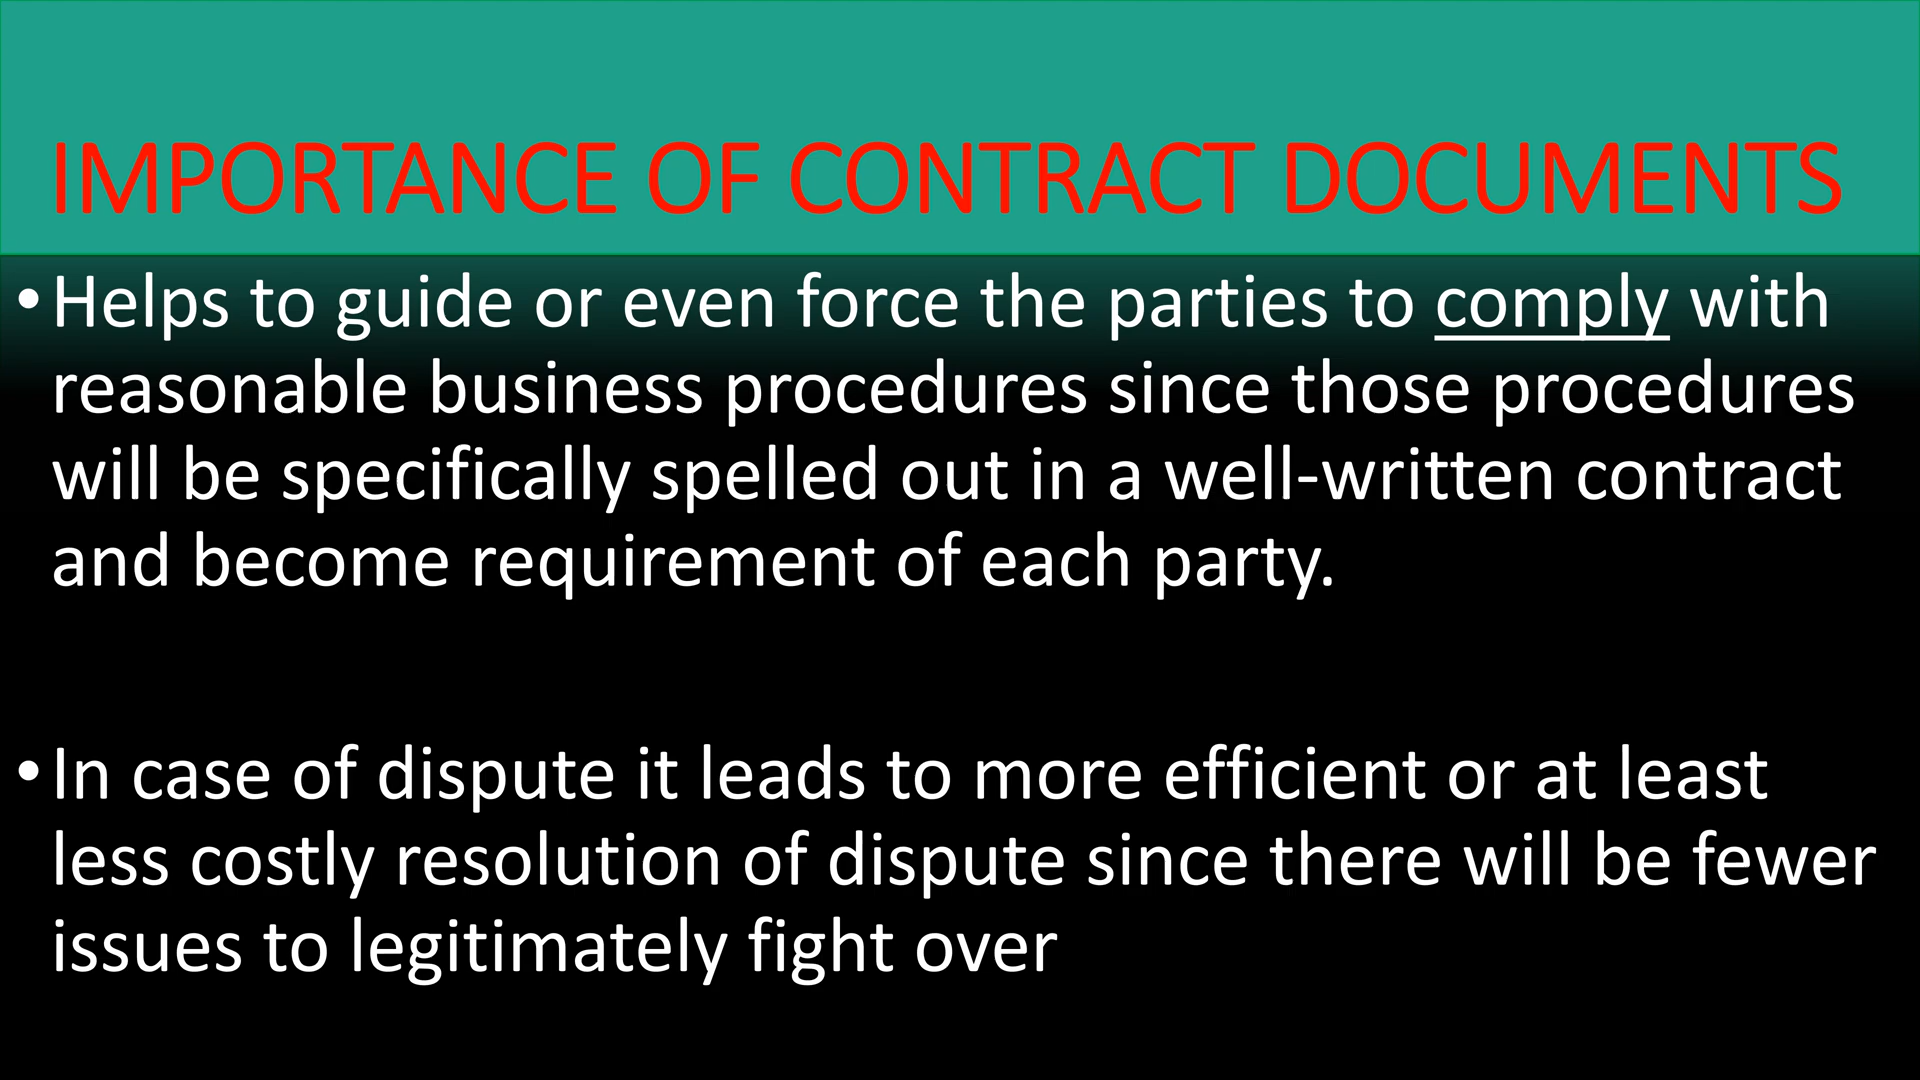 IMPORTANCE OF CONTRACT DOCUMENTS
•Helps to guide or even force the parties to comply with
reasonable business procedures since those procedures
will be specifically spelled out in a well-written contract
and become requirement of each party.
•In case of dispute it leads to more efficient or at least
less costly resolution of dispute since there will be fewer
issues to legitimately fight over